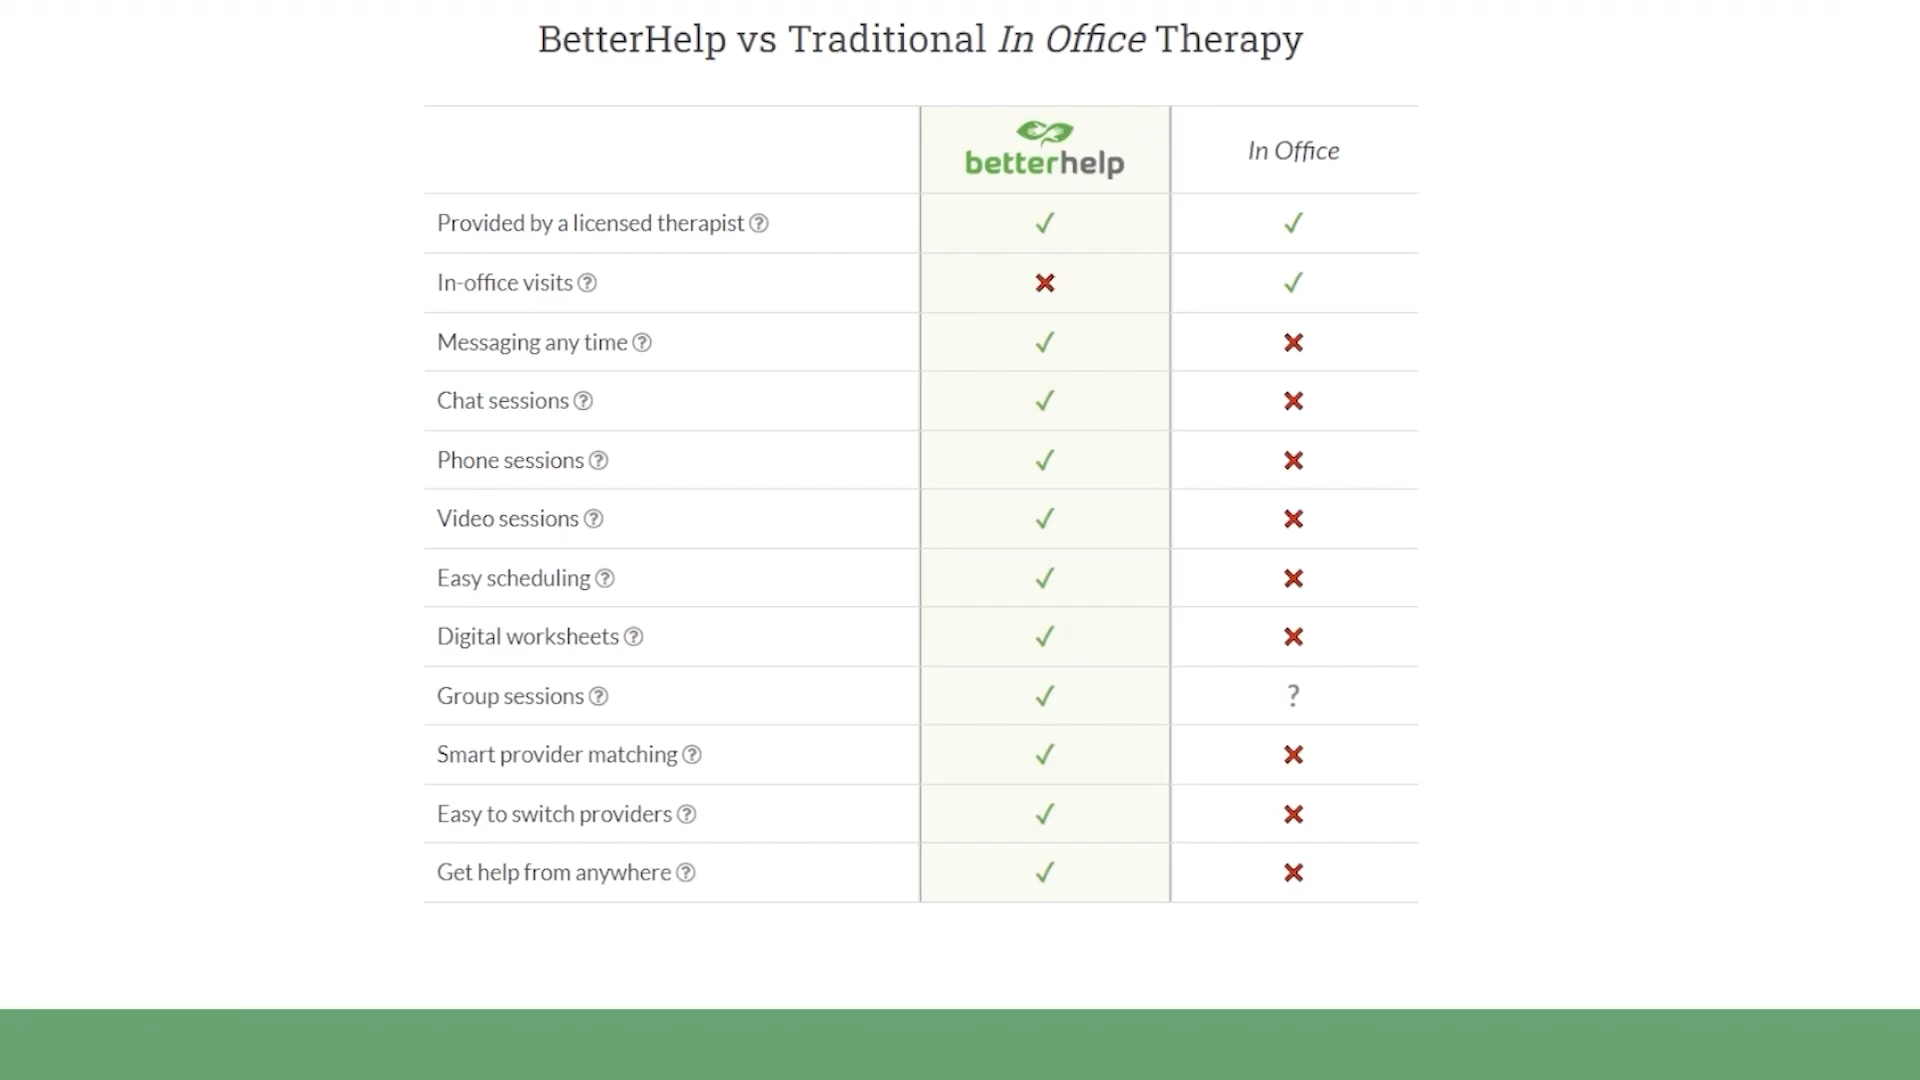 BetterHelp vs Traditional In Office Therapy
betterhelp
In Office
Provided by a licensed therapist ?
In-office visits ?
Messaging any time ?
Chat sessions ?
Phone sessions ?
Video sessions ?
Easy scheduling ?
Digital worksheets ?
Group sessions ? ?
Smart provider matching ?
Easy to switch providers ?
Get help from anywhere ?